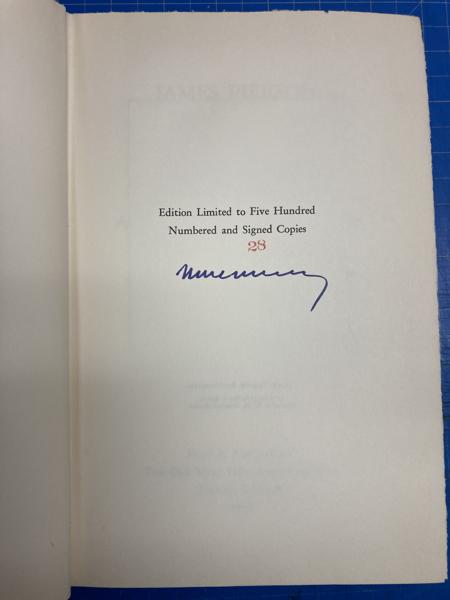 Edition Limited to Five Hundred
Numbered and Signed Copies
28